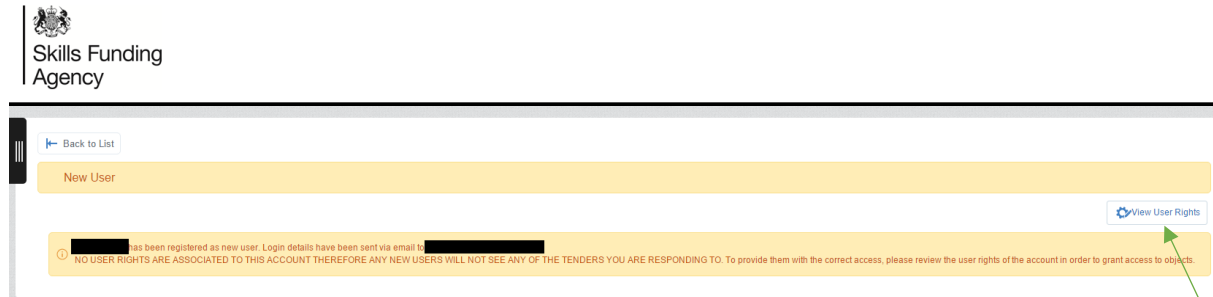 Skills Funding
Agency
Back to List
New User
View User Rights
has been registered as new user. Login details have been sent via email to
NO USER RIGHTS ARE ASSOCIATED TO THIS ACCOUNT THEREFORE ANY NEW USERS WILL NOT SEE ANY OF THE TENDERS YOU ARE RESPONDING TO. To provide them with the correct access, please review the user rights of the account in order to grant access to objects.